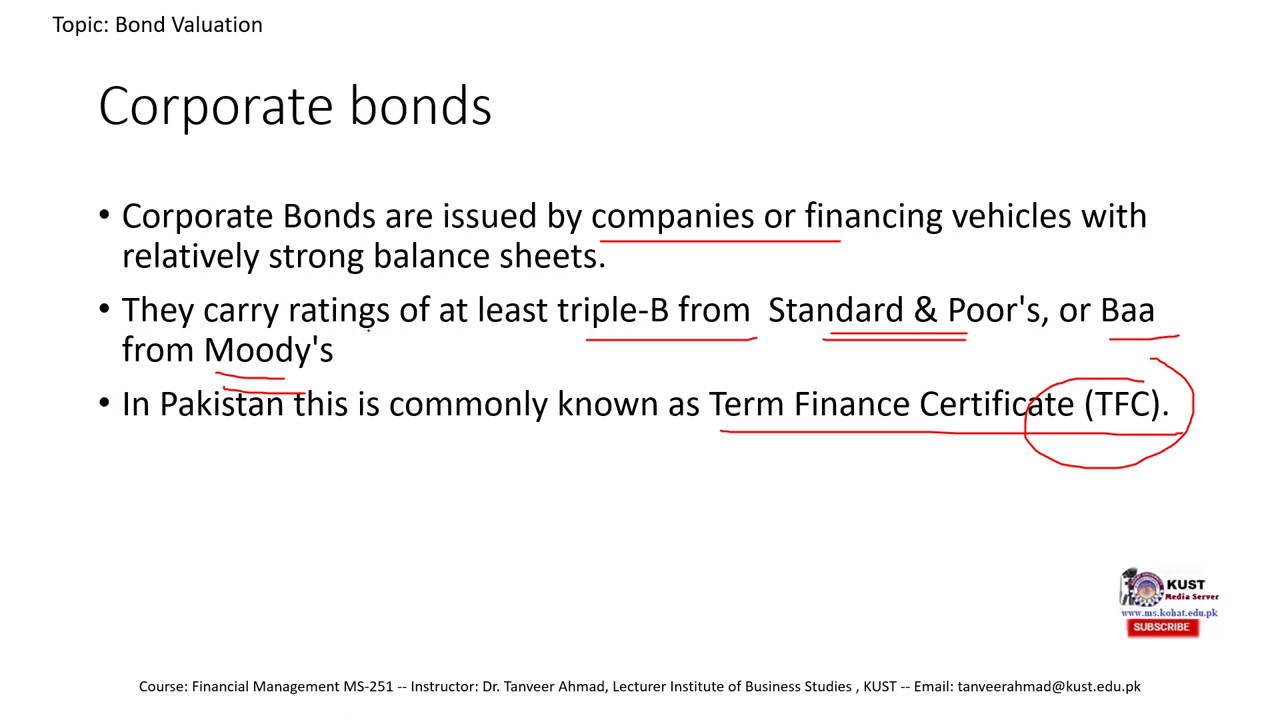 Topic: Bond Valuation
Corporate bonds
• Corporate Bonds are issued by companies or financing vehicles with
relatively strong balance sheets.
• They carry ratings of at least triple-B from  Standard & Poor's, or Baa
from Moody's
• In Pakistan this is commonly known as Term Finance Certificate (TFC).
KUST
Media Server
www.ms.kohat.edu.pk
SUBSCRIBE
Course: Financial Management MS-251 -- Instructor: Dr. Tanveer Ahmad, Lecturer Institute of Business Studies , KUST -- Email: tanveerahmad@kust.edu.pk